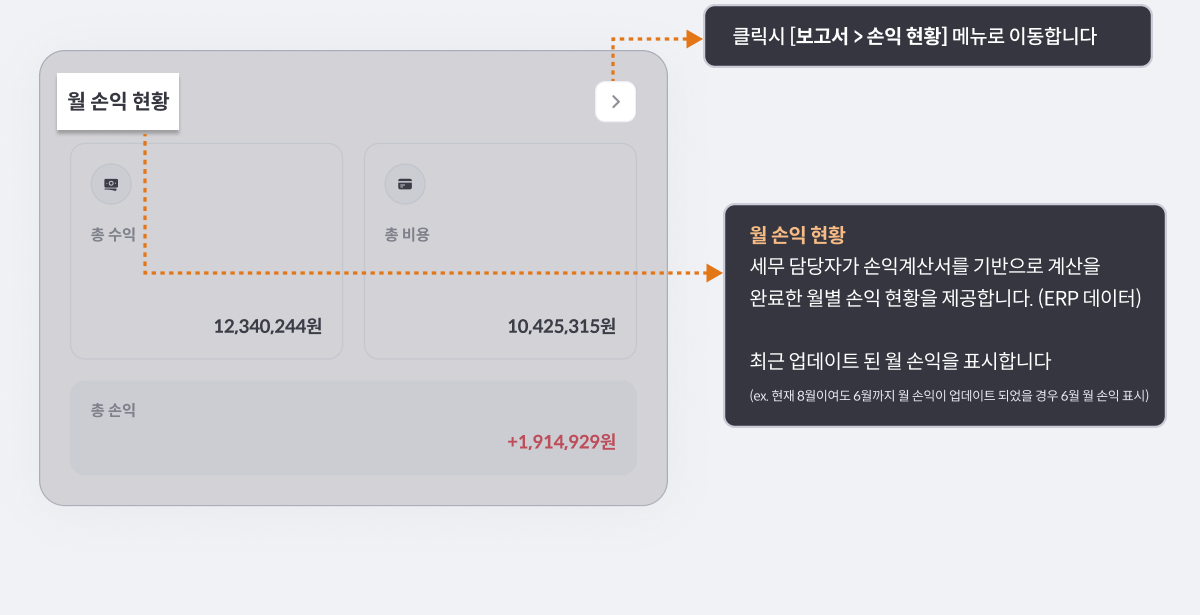 클릭시 [보고서 > 손익 현황] 메뉴로 이동합니다
월 손익 현황
총 수익
12,340,244원
총 비용
10,425,315원
총 손익
+1,914,929원
월 손익 현황
세무 담당자가 손익계산서를 기반으로 계산을
완료한 월별 손익 현황을 제공합니다. (ERP 데이터)
최근 업데이트 된 월 손익을 표시합니다
(ex. 현재 8월이여도 6월까지 월 손익이 업데이트 되었을 경우 6월 월 손익 표시)